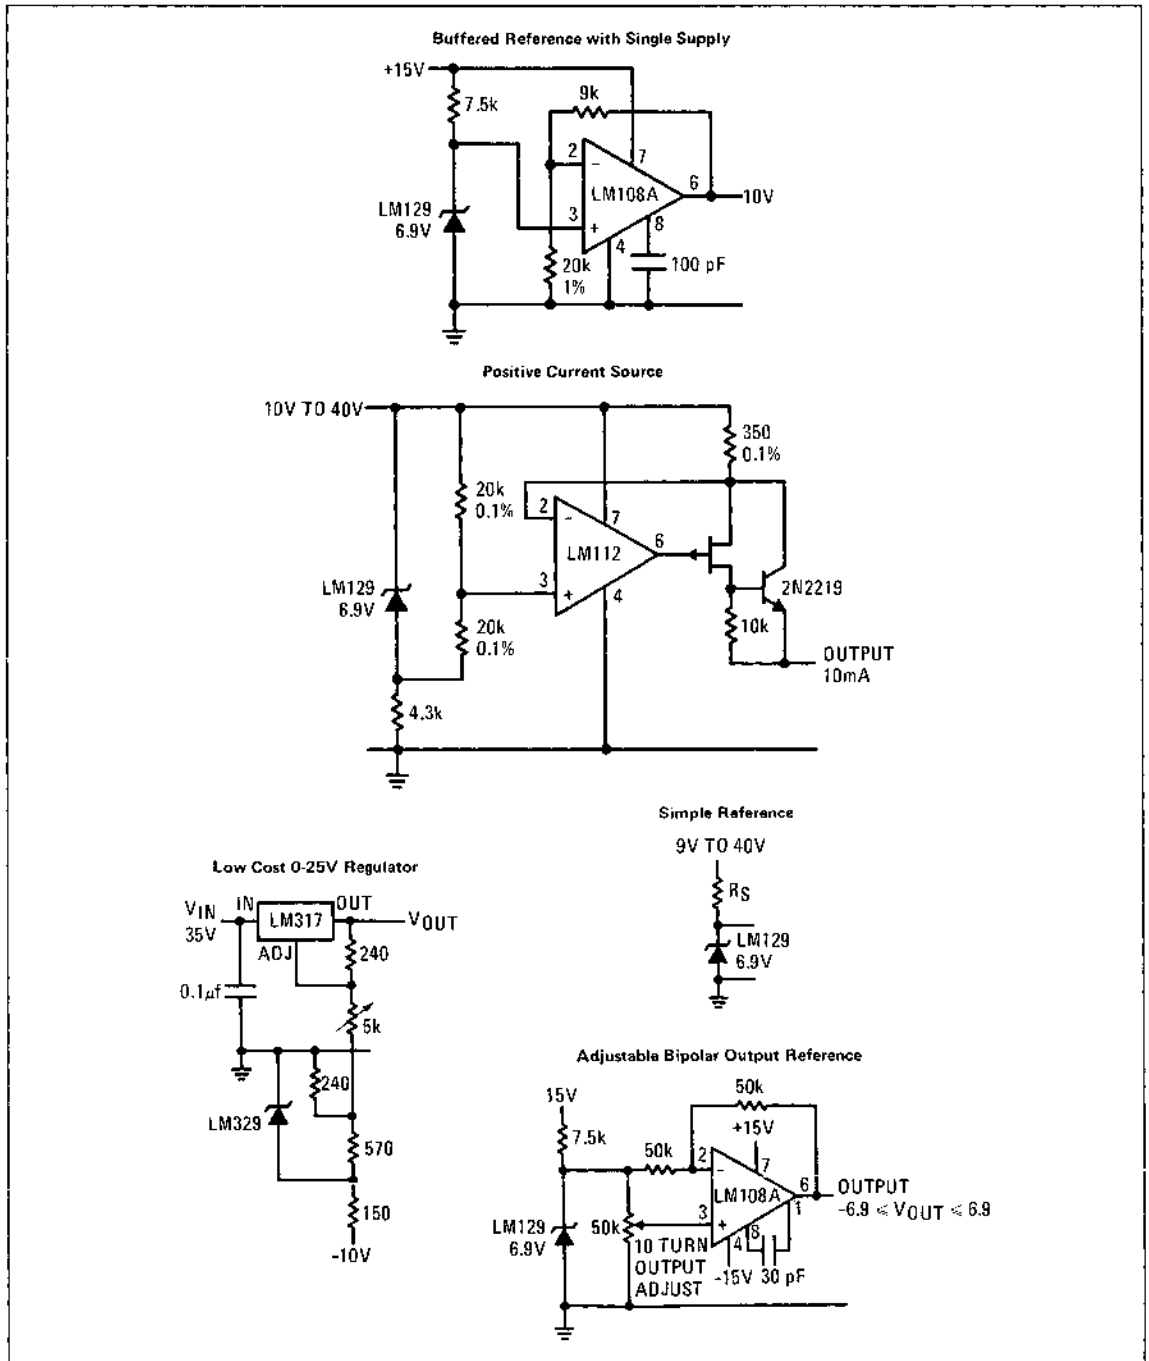 Buffered Reference with Single Supply
+15V
7.5k
9k
2
−
7
LM108A
6
10V
LM129
6.9V
3
+
8
4
20k
1%
100 pF
Positive Current Source
10V TO 40V
350
0.1%
20k
0.1%
2
−
7
LM112
6
LM129
6.9V
3
+
4
2N2219
20k
0.1%
10k
OUTPUT
10mA
4.3k
Simple Reference
9V TO 40V
RS
LM129
6.9V
Low Cost 0-25V Regulator
VIN
35V
IN
LM317
OUT
VOUT
ADJ
240
0.1μf
5k
240
LM329
570
150
-10V
Adjustable Bipolar Output Reference
15V
7.5k
50k
50k
+15V
2
−
7
LM108A
6
1
OUTPUT
-6.9 ≤ VOUT ≤ 6.9
LM129
6.9V
50k
3
+
4
8
10 TURN
OUTPUT
ADJUST
-15V
30 pF